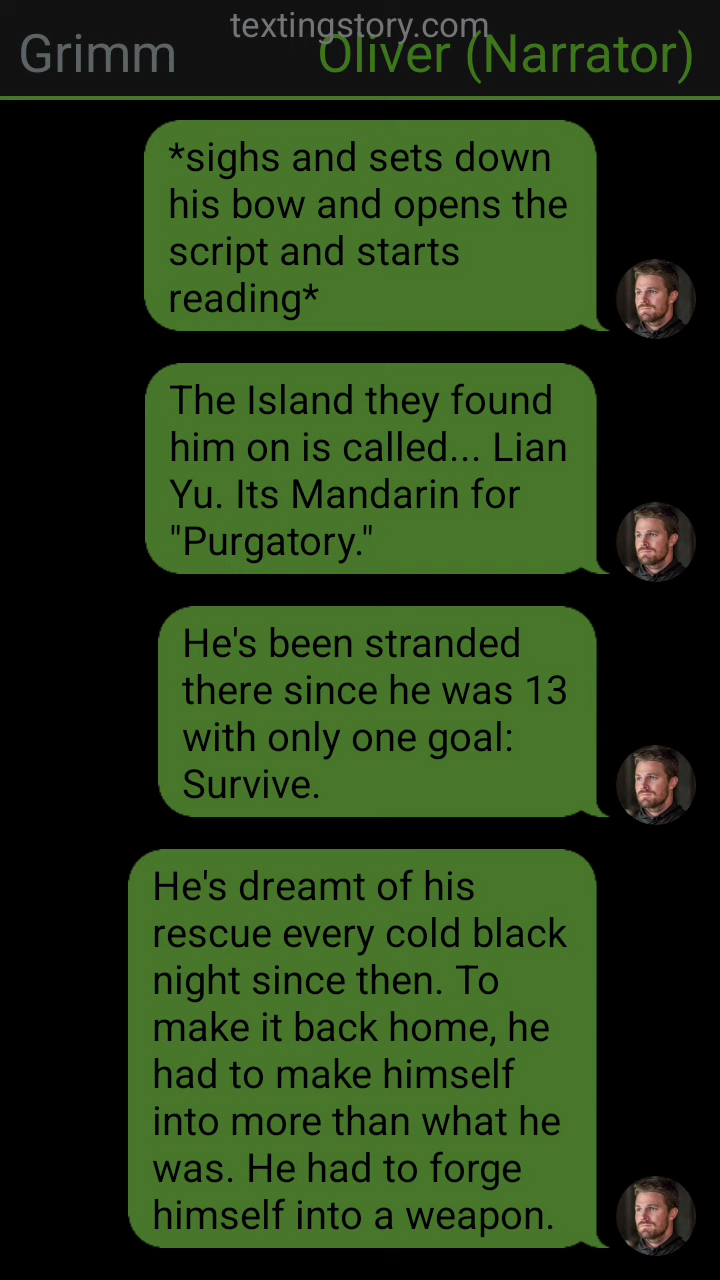 textingstory.com
Grimm
Oliver (Narrator)
*sighs and sets down
his bow and opens the
script and starts
reading*
The Island they found
him on is called... Lian
Yu. Its Mandarin for
"Purgatory."
He's been stranded
there since he was 13
with only one goal:
Survive.
He's dreamt of his
rescue every cold black
night since then. To
make it back home, he
had to make himself
into more than what he
was. He had to forge
himself into a weapon.